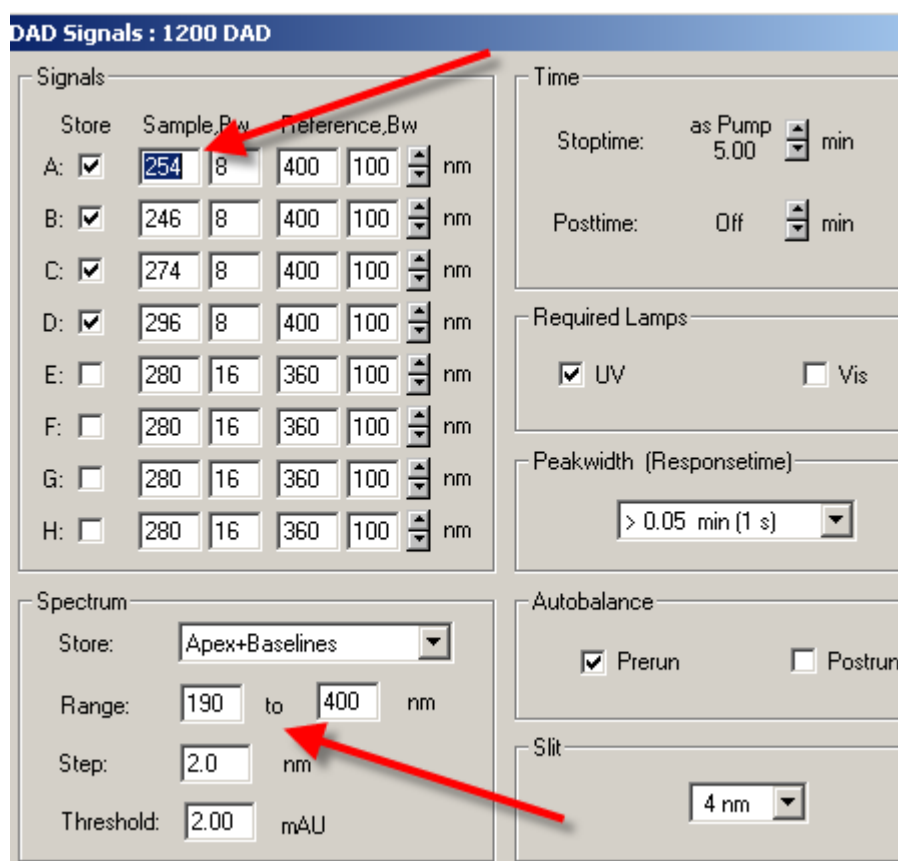 DAD Signals : 1200 DAD
Signals
Store Sample,Bw Reference,Bw
A: 254 8 400 100 nm
B: 246 8 400 100 nm
C: 274 8 400 100 nm
D: 296 8 400 100 nm
E: 280 16 360 100 nm
F: 280 16 360 100 nm
G: 280 16 360 100 nm
H: 280 16 360 100 nm
Spectrum
Store: Apex+Baselines
Range: 190 to 400 nm
Step: 2.0 nm
Threshold: 2.00 mAU
Time
Stoptime: as Pump
5.00 min
Posttime: Off min
Required Lamps
UV Vis
Peakwidth (Responsetime)
> 0.05 min (1 s)
Autobalance
Prerun Postrun
Slit
4 nm